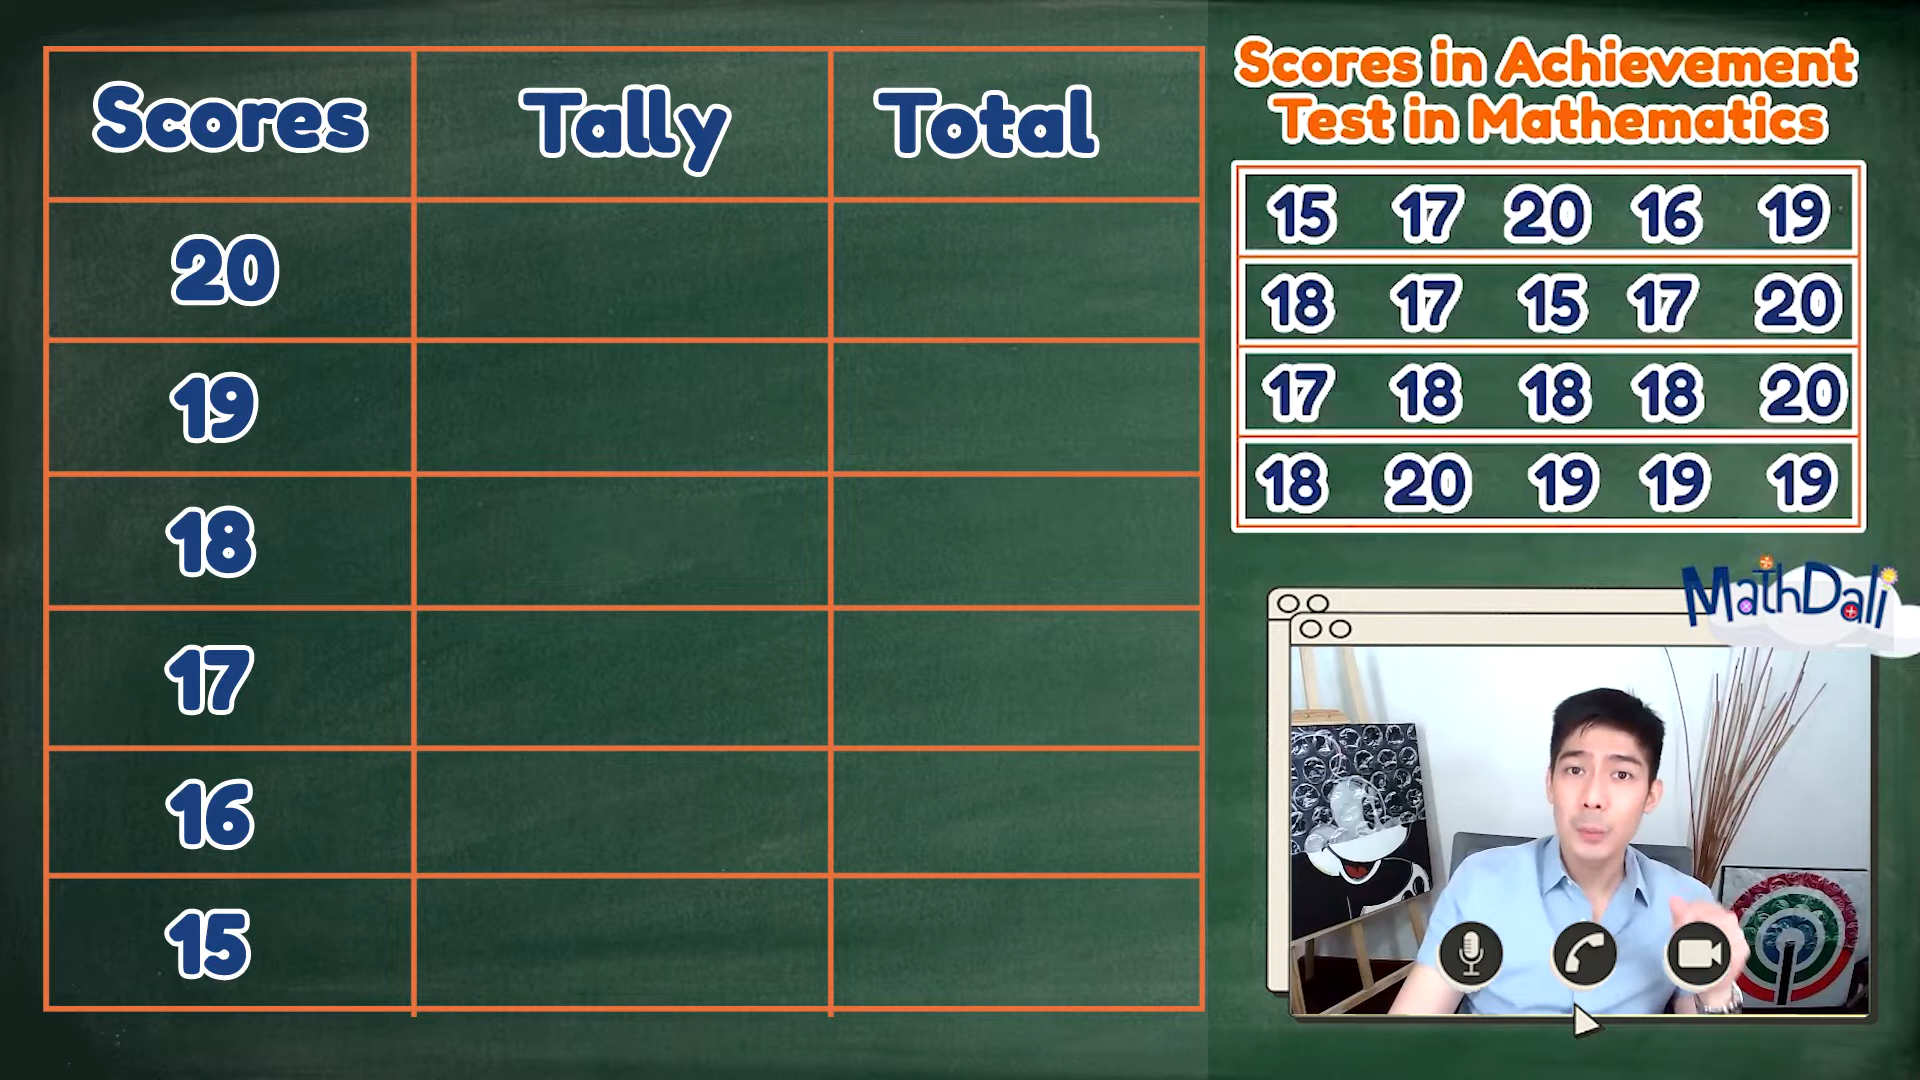 Scores Tally Total
20
19
18
17
16
15
Scores in Achievement
Test in Mathematics
15 17 20 16 19
18 17 15 17 20
17 18 18 18 20
18 20 19 19 19
MathDali